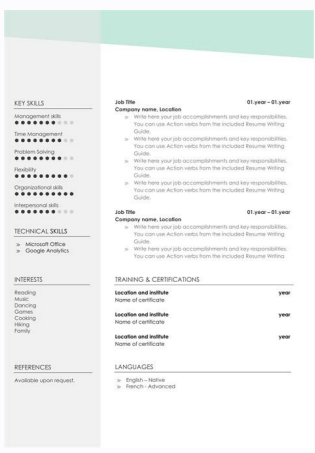 KEY SKILLS
Management skills
Time Management
Problem Solving
Flexibility
Organizational skills
Interpersonal skills
TECHNICAL SKILLS
» Microsoft Office
» Google Analytics
INTERESTS
Reading
Music
Dancing
Games
Cooking
Hiking
Family
REFERENCES
Available upon request.
Job Title 01.year – 01.year
Company name, Location
» Write here your job accomplishments and key responsibilities.
You can use Action verbs from the included Resume Writing
Guide.
» Write here your job accomplishments and key responsibilities.
You can use Action verbs from the included Resume Writing
Guide.
» Write here your job accomplishments and key responsibilities.
You can use Action verbs from the included Resume Writing
Guide.
» Write here your job accomplishments and key responsibilities.
You can use Action verbs from the included Resume Writing
Guide.
Job Title 01.year – 01.year
Company name, Location
» Write here your job accomplishments and key responsibilities.
You can use Action verbs from the included Resume Writing
Guide.
» Write here your job accomplishments and key responsibilities.
You can use Action verbs from the included Resume Writing
TRAINING & CERTIFICATIONS
Location and institute year
Name of certificate
Location and institute year
Name of certificate
Location and institute year
Name of certificate
LANGUAGES
» English – Native
» French - Advanced